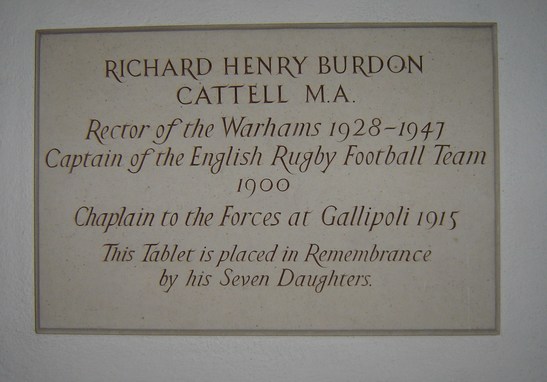 RICHARD HENRY BURDON
CATTELL M.A.
Rector of the Warhams 1928–1947
Captain of the English Rugby Football Team
1900
Chaplain to the Forces at Gallipoli 1915
This Tablet is placed in Remembrance
by his Seven Daughters.